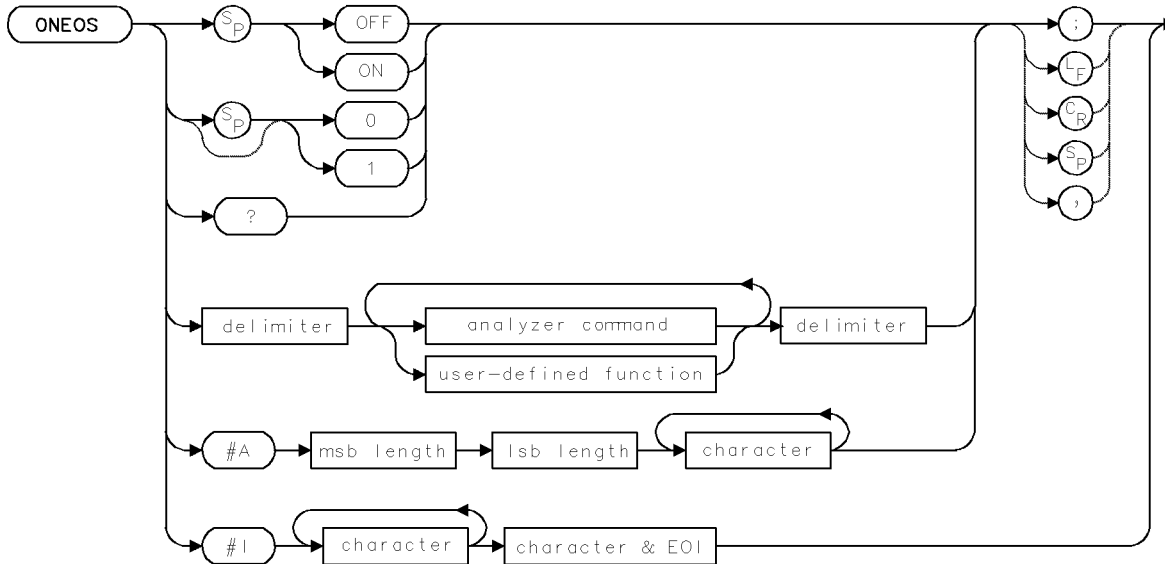 ONEOS
SP
OFF
ON
SP
0
1
?
;
LF
CR
SP
,
delimiter
analyzer command
user-defined function
delimiter
#A
msb length
lsb length
character
#I
character
character & EOI